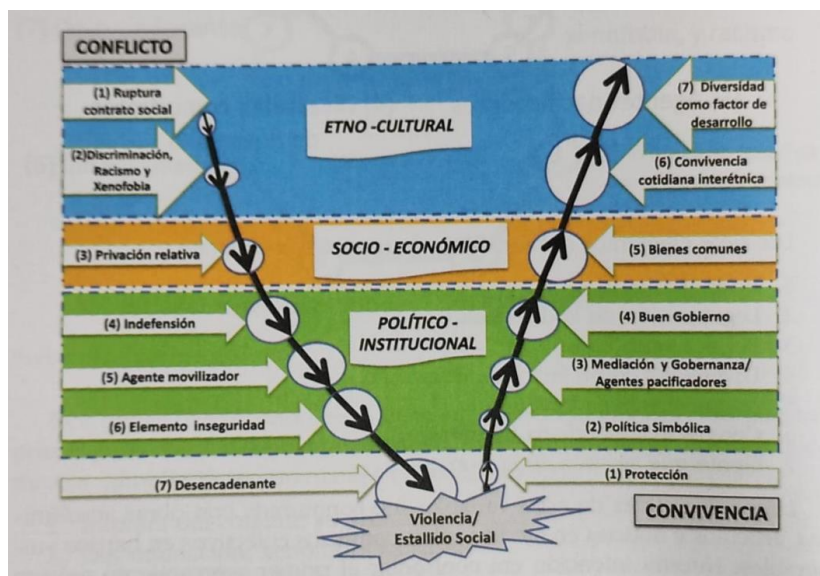 CONFLICTO
(1) Ruptura
contrato social
(2)Discriminación,
Racismo y
Xenofobia
ETNO -CULTURAL
(7) Diversidad
como factor de
desarrollo
(6) Convivencia
cotidiana interétnica
(3) Privación relativa
SOCIO - ECONÓMICO
(5) Bienes comunes
(4) Indefensión
POLÍTICO -
INSTITUCIONAL
(4) Buen Gobierno
(5) Agente movilizador
(3) Mediación y Gobernanza/
Agentes pacificadores
(6) Elemento inseguridad
(2) Política Simbólica
(7) Desencadenante
(1) Protección
Violencia/
Estallido Social
CONVIVENCIA